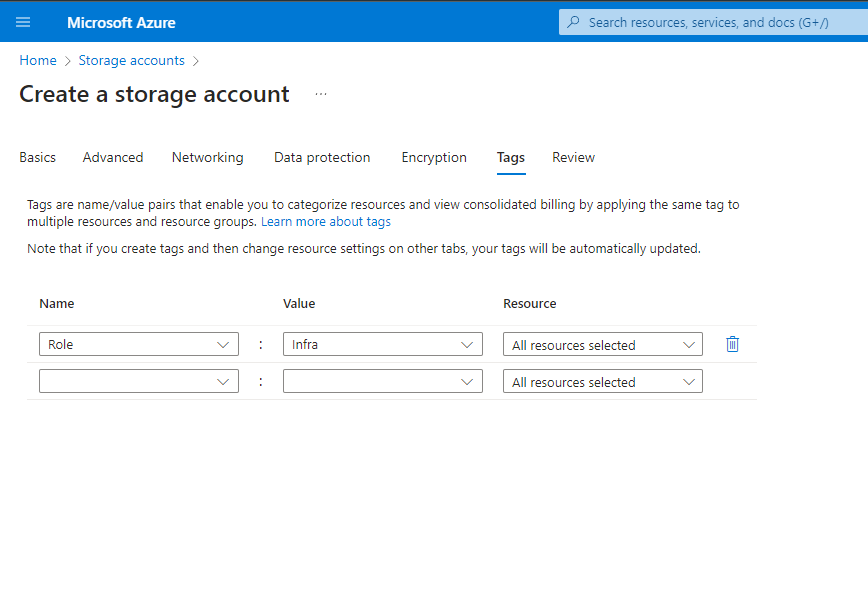 Microsoft Azure
Search resources, services, and docs (G+/)
Home > Storage accounts >
Create a storage account ...
Basics Advanced Networking Data protection Encryption Tags Review
Tags are name/value pairs that enable you to categorize resources and view consolidated billing by applying the same tag to
multiple resources and resource groups. Learn more about tags
Note that if you create tags and then change resource settings on other tabs, your tags will be automatically updated.
Name Value Resource
Role : Infra All resources selected
: All resources selected